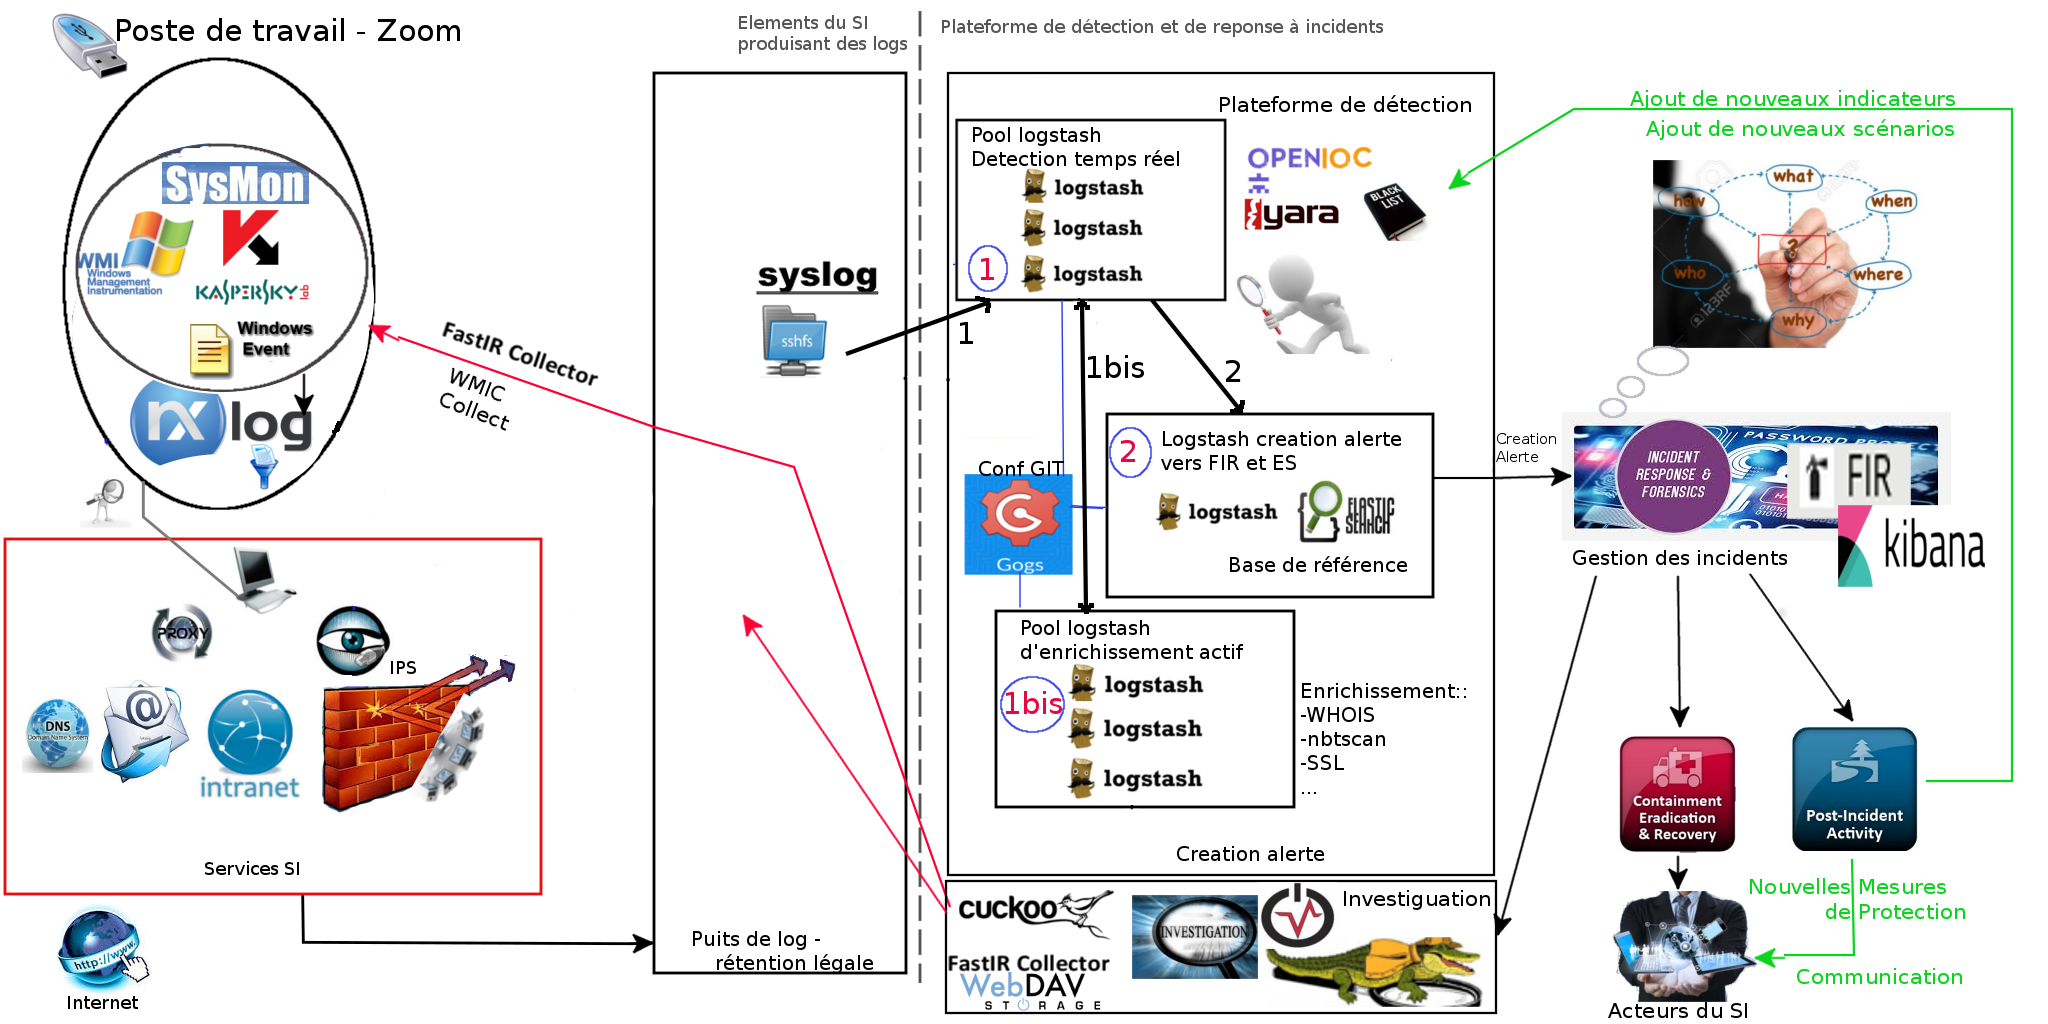 Poste de travail - Zoom
SysMon
WMI
Windows
Management
Instrumentation
KASPERSKY lab
Windows
Event
nxlog
FastIR Collector
WMIC
Collect
Elements du SI
produisant des logs
syslog
sshfs
Puits de log -
rétention légale
PROXY
IPS
DNS
Domain Name System
@
intranet
Services SI
http://www.
Internet
Plateforme de détection et de reponse à incidents
Plateforme de détection
Pool logstash
Detection temps réel
logstash
logstash
logstash
1
OPENIOC
yara
BLACK
LIST
1
1bis
2
2
Logstash creation alerte
vers FIR et ES
logstash
ELASTIC
SEARCH
Base de référence
Conf GIT
Gogs
Pool logstash
d'enrichissement actif
logstash
1bis
logstash
logstash
Enrichissement::
-WHOIS
-nbtscan
-SSL
...
Creation alerte
cuckoo
FastIR Collector
WebDAV
STORAGE
INVESTIGATION
Investiguation
Creation
Alerte
Ajout de nouveaux indicateurs
Ajout de nouveaux scénarios
what
how
when
?
who
where
why
123RF
PASSWORD PROTEC
INCIDENT
RESPONSE &
FORENSICS
FIR
kibana
Gestion des incidents
Containment
Eradication
& Recovery
Post-Incident
Activity
Nouvelles Mesures
de Protection
Communication
Acteurs du SI